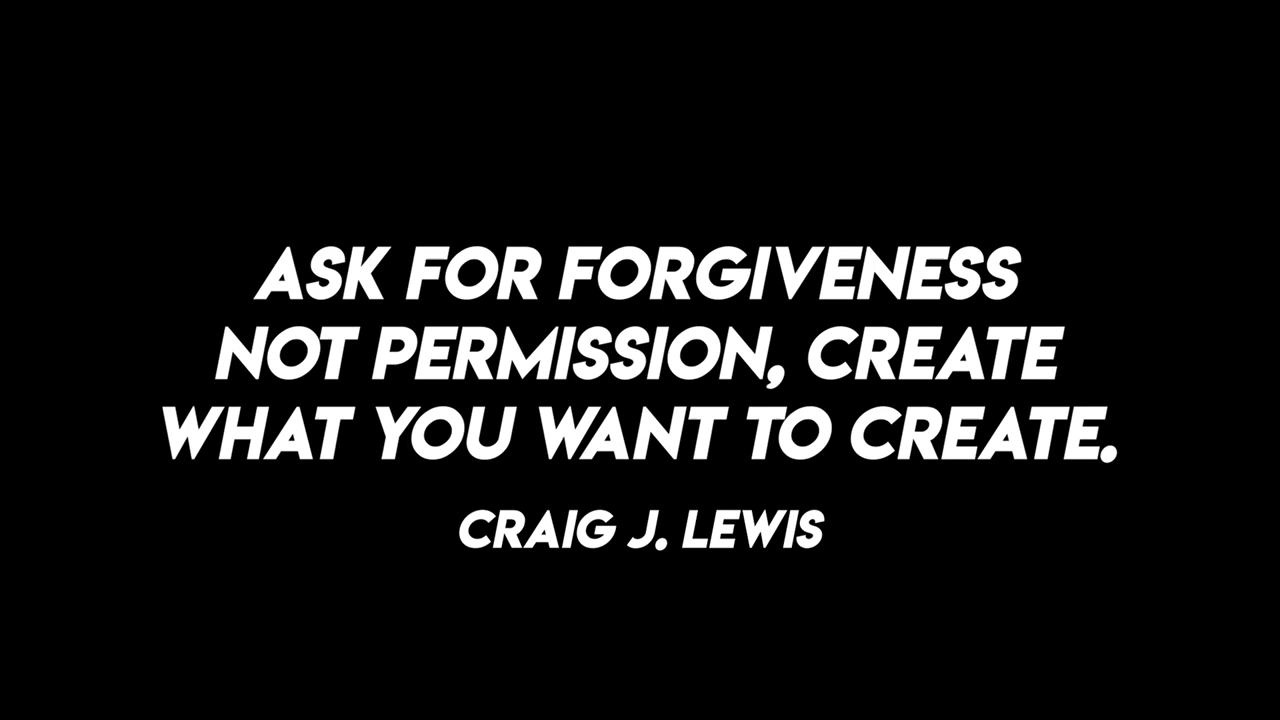 ASK FOR FORGIVENESS
NOT PERMISSION, CREATE
WHAT YOU WANT TO CREATE.
CRAIG J. LEWIS